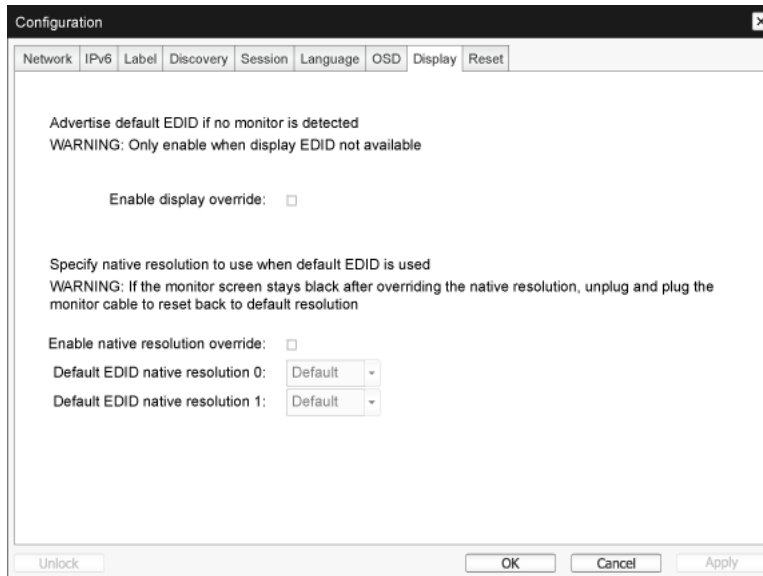 Configuration
Network IPv6 Label Discovery Session Language OSD Display Reset
Advertise default EDID if no monitor is detected
WARNING: Only enable when display EDID not available
Enable display override:
Specify native resolution to use when default EDID is used
WARNING: If the monitor screen stays black after overriding the native resolution, unplug and plug the
monitor cable to reset back to default resolution
Enable native resolution override:
Default EDID native resolution 0: Default
Default EDID native resolution 1: Default
Unlock OK Cancel Apply